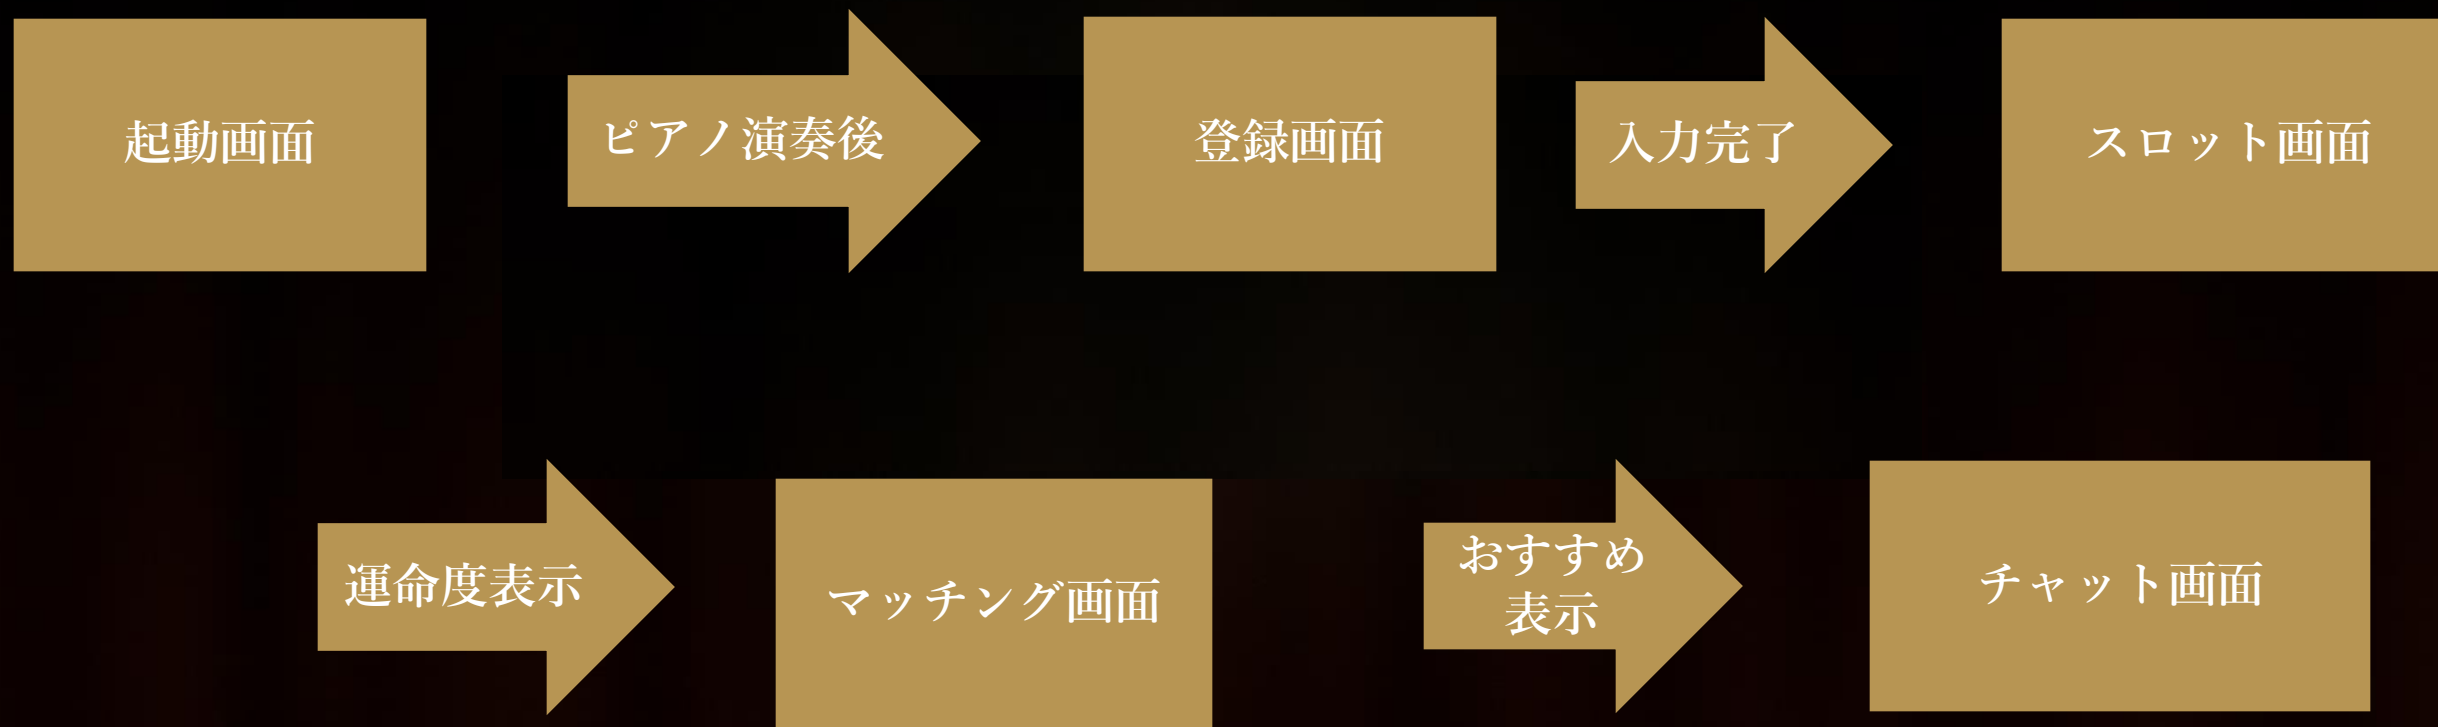 起動画面
ピアノ演奏後
登録画面
入力完了
スロット画面
運命度表示
マッチング画面
おすすめ
表示
チャット画面